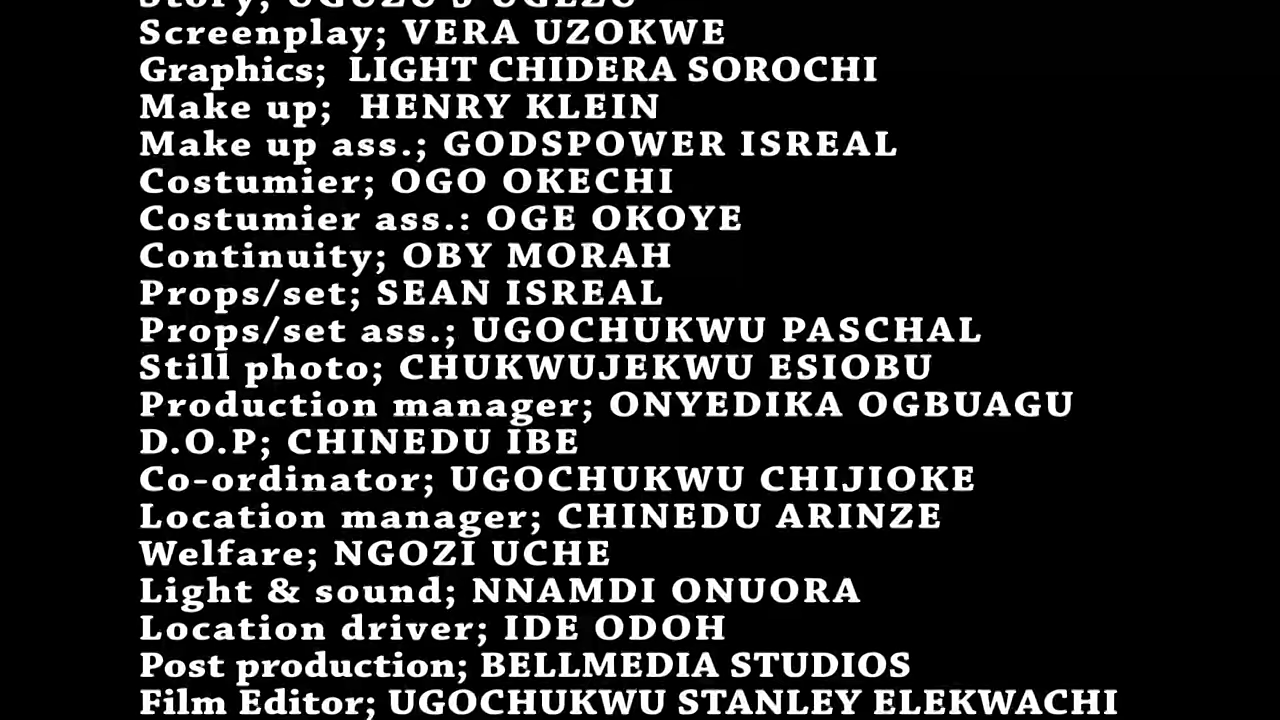 Story; UGUZU J UGEZU
Screenplay; VERA UZOKWE
Graphics; LIGHT CHIDERA SOROCHI
Make up; HENRY KLEIN
Make up ass.; GODSPOWER ISREAL
Costumier; OGO OKECHI
Costumier ass.: OGE OKOYE
Continuity; OBY MORAH
Props/set; SEAN ISREAL
Props/set ass.; UGOCHUKWU PASCHAL
Still photo; CHUKWUJEKWU ESIOBU
Production manager; ONYEDIKA OGBUAGU
D.O.P; CHINEDU IBE
Co-ordinator; UGOCHUKWU CHIJIOKE
Location manager; CHINEDU ARINZE
Welfare; NGOZI UCHE
Light & sound; NNAMDI ONUORA
Location driver; IDE ODOH
Post production; BELLMEDIA STUDIOS
Film Editor; UGOCHUKWU STANLEY ELEKWACHI